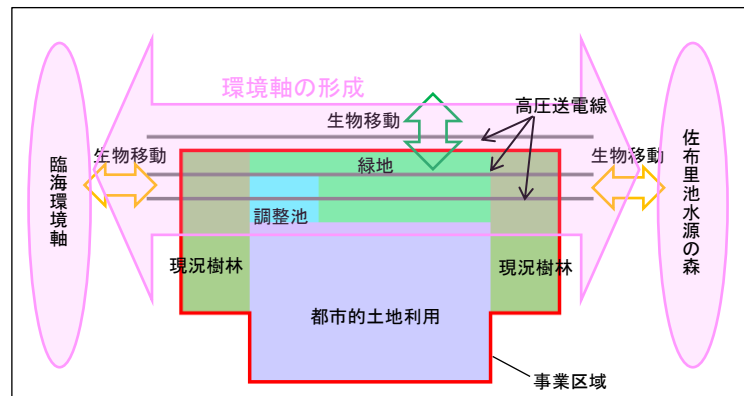 環境軸の形成
高圧送電線
生物移動
生物移動
生物移動
臨海環境軸
佐布里池水源の森
緑地
調整池
現況樹林
現況樹林
都市的土地利用
事業区域